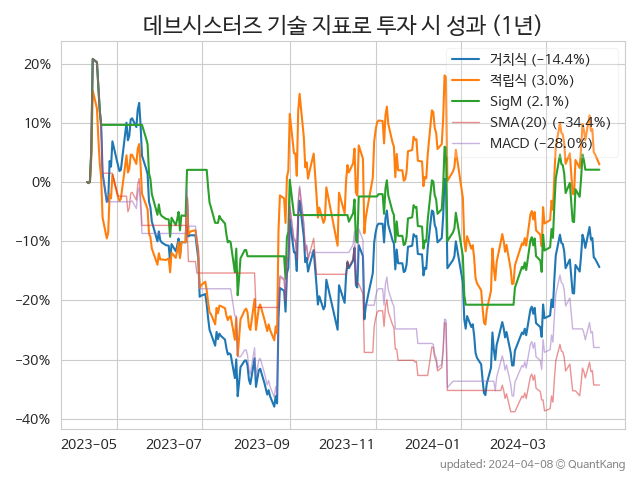 데브시스터즈 기술 지표로 투자 시 성과 (1년)
거치식 (−14.4%)
적립식 (3.0%)
SigM (2.1%)
SMA(20) (−34.4%)
MACD (−28.0%)
20%
10%
0%
−10%
−20%
−30%
−40%
2023-05 2023-07 2023-09 2023-11 2024-01 2024-03
updated: 2024-04-08 © QuantKang